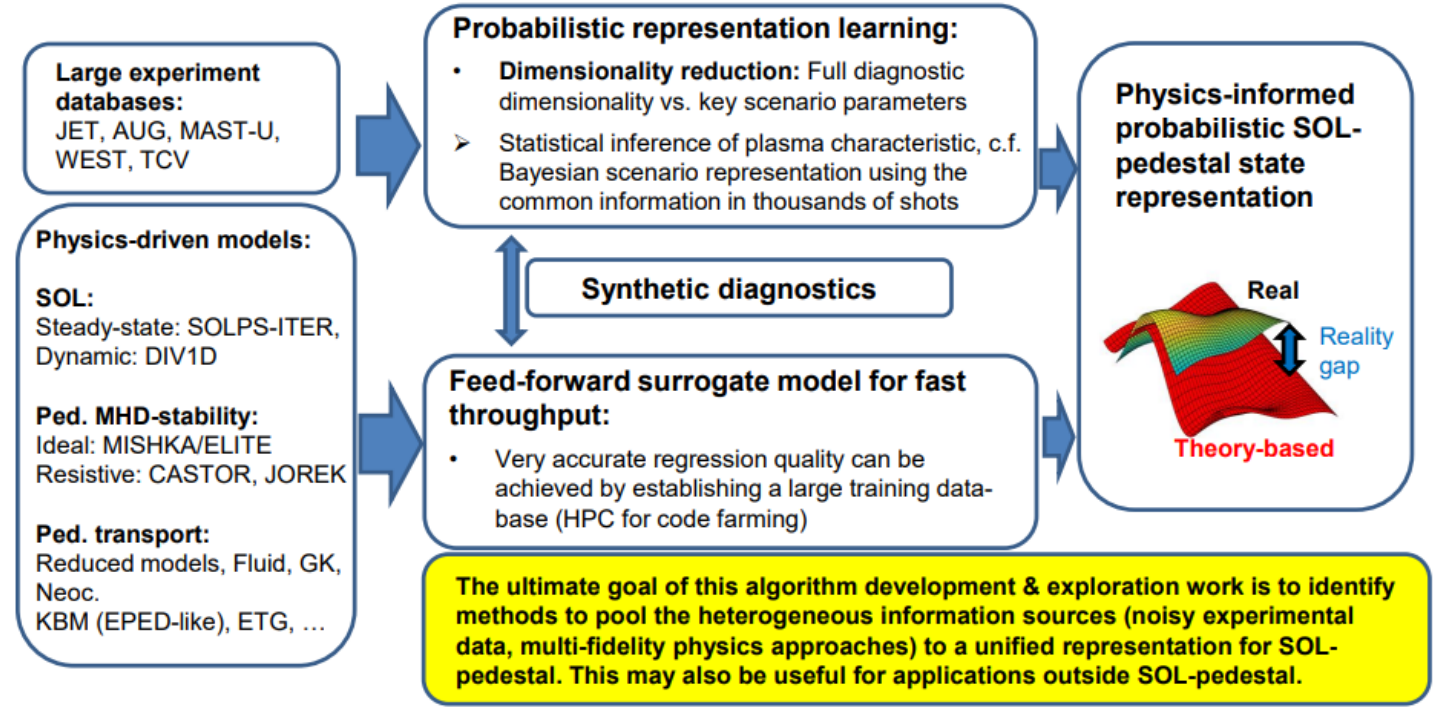 Large experiment
databases:
JET, AUG, MAST-U,
WEST, TCV
Physics-driven models:
SOL:
Steady-state: SOLPS-ITER,
Dynamic: DIV1D
Ped. MHD-stability:
Ideal: MISHKA/ELITE
Resistive: CASTOR, JOREK
Ped. transport:
Reduced models, Fluid, GK,
Neoc.
KBM (EPED-like), ETG, …
Probabilistic representation learning:
• Dimensionality reduction: Full diagnostic
dimensionality vs. key scenario parameters
➢ Statistical inference of plasma characteristic, c.f.
Bayesian scenario representation using the
common information in thousands of shots
Synthetic diagnostics
Feed-forward surrogate model for fast
throughput:
• Very accurate regression quality can be
achieved by establishing a large training data-
base (HPC for code farming)
Physics-informed
probabilistic SOL-
pedestal state
representation
Real
Reality
gap
Theory-based
The ultimate goal of this algorithm development & exploration work is to identify
methods to pool the heterogeneous information sources (noisy experimental
data, multi-fidelity physics approaches) to a unified representation for SOL-
pedestal. This may also be useful for applications outside SOL-pedestal.